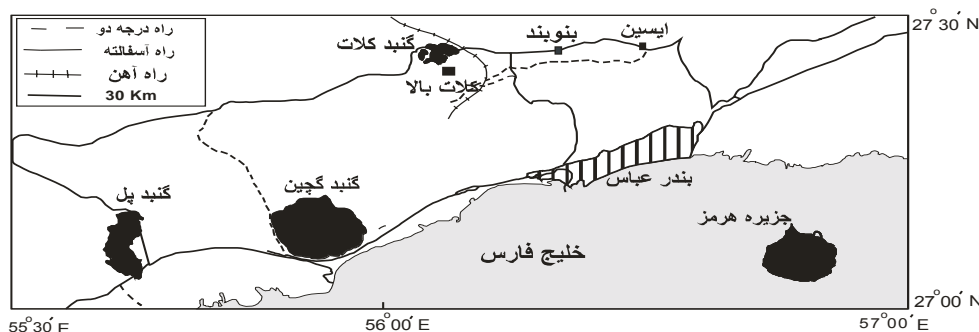 راه درجه دو
راه آسفالته
راه آهن
30 Km
گنبد کلات
بنوبند
ایسین
27°30'
کلات بالا
گنبد پل
گنبد گچین
بندر عباس
جزیره هرمز
خلیج فارس
27°00' N
55°30' E
56°00' E
57°00' E